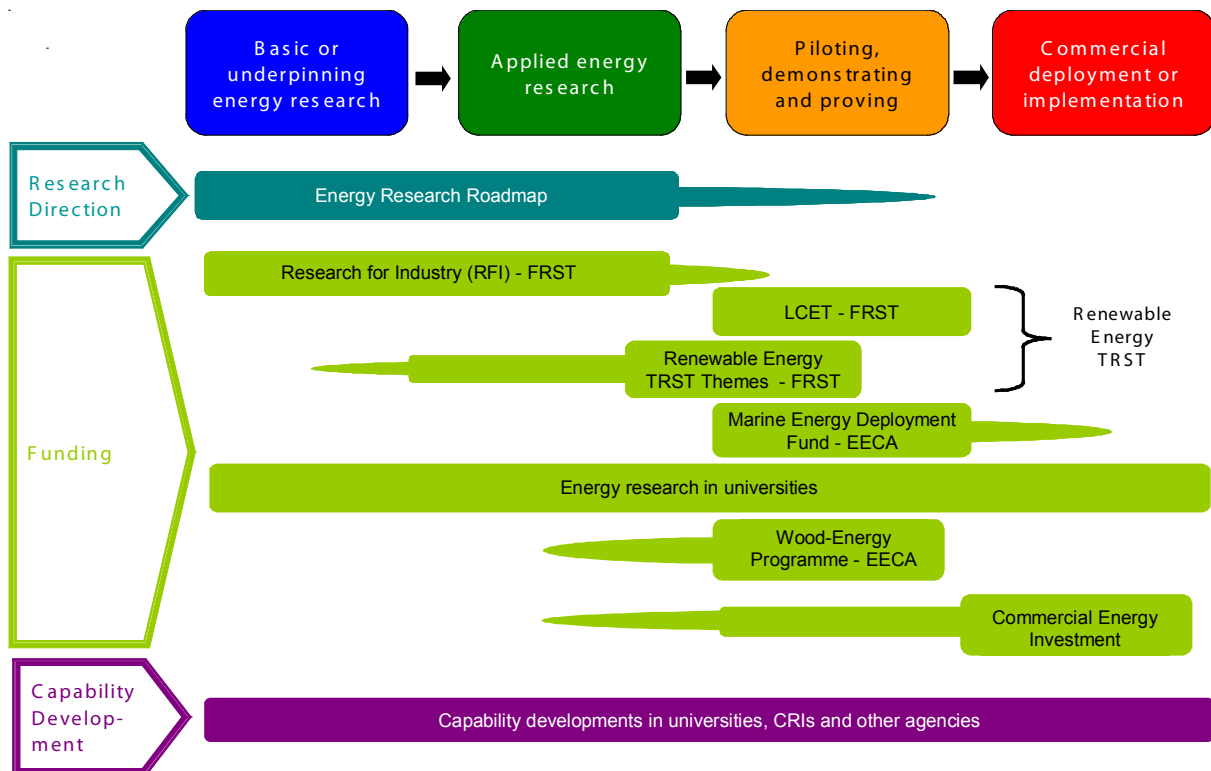 Basic or
underpinning
energy research
Applied energy
research
Piloting,
demonstrating
and proving
Commercial
deployment or
implementation
Research
Direction
Energy Research Roadmap
Funding
Research for Industry (RFI) - FRST
LCET - FRST
Renewable Energy
TRST Themes - FRST
Renewable
Energy
TRST
Marine Energy Deployment
Fund - EECA
Energy research in universities
Wood-Energy
Programme - EECA
Commercial Energy
Investment
Capability
Develop-
ment
Capability developments in universities, CRIs and other agencies